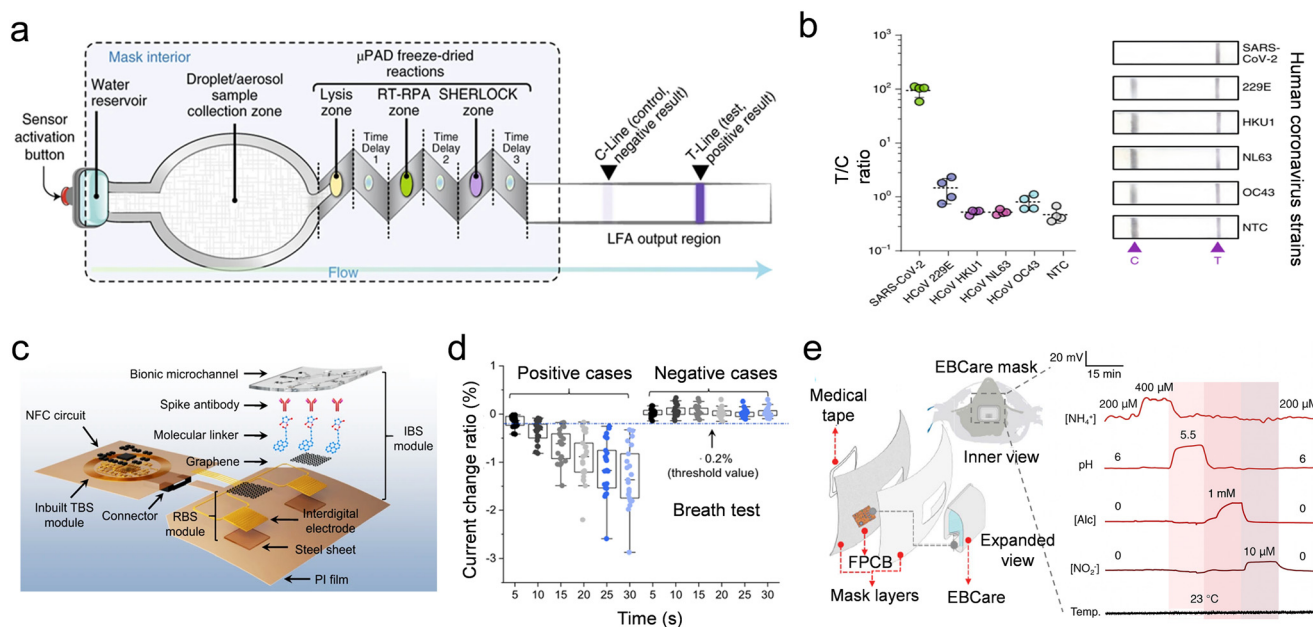 a
Mask interior
Water
reservoir
Sensor
activation
button
Droplet/aerosol
sample
collection zone
μPAD freeze-dried
reactions
Lysis
zone
RT-RPA
zone
SHERLOCK
zone
Time
Delay
1
Time
Delay
2
Time
Delay
3
C-Line (control,
negative result)
T-Line (test,
positive result)
LFA output region
Flow
b
T/C
ratio
10³
10²
10¹
10⁰
10⁻¹
SARS-CoV-2
HCoV 229E
HCoV HKU1
HCoV NL63
HCoV OC43
NTC
SARS-
CoV-2
229E
HKU1
NL63
OC43
NTC
C
T
Human coronavirus strains
c
Bionic microchannel
Spike antibody
Molecular linker
Graphene
NFC circuit
Inbuilt TBS
module
Connector
RBS
module
IBS
module
Interdigital
electrode
Steel sheet
PI film
d
Current change ratio (%)
1
0
-1
-2
-3
Positive cases
Negative cases
- 0.2%
(threshold value)
Breath test
5 10 15 20 25 30 5 10 15 20 25 30
Time (s)
e
Medical
tape
EBCare mask
Inner view
Expanded
view
FPCB
Mask layers
EBCare
20 mV
15 min
[NH₄⁺]
200 μM
400 μM
200 μM
pH
6
5.5
6
[Alc]
0
1 mM
0
[NO₂⁻]
0
10 μM
0
Temp.
23 °C